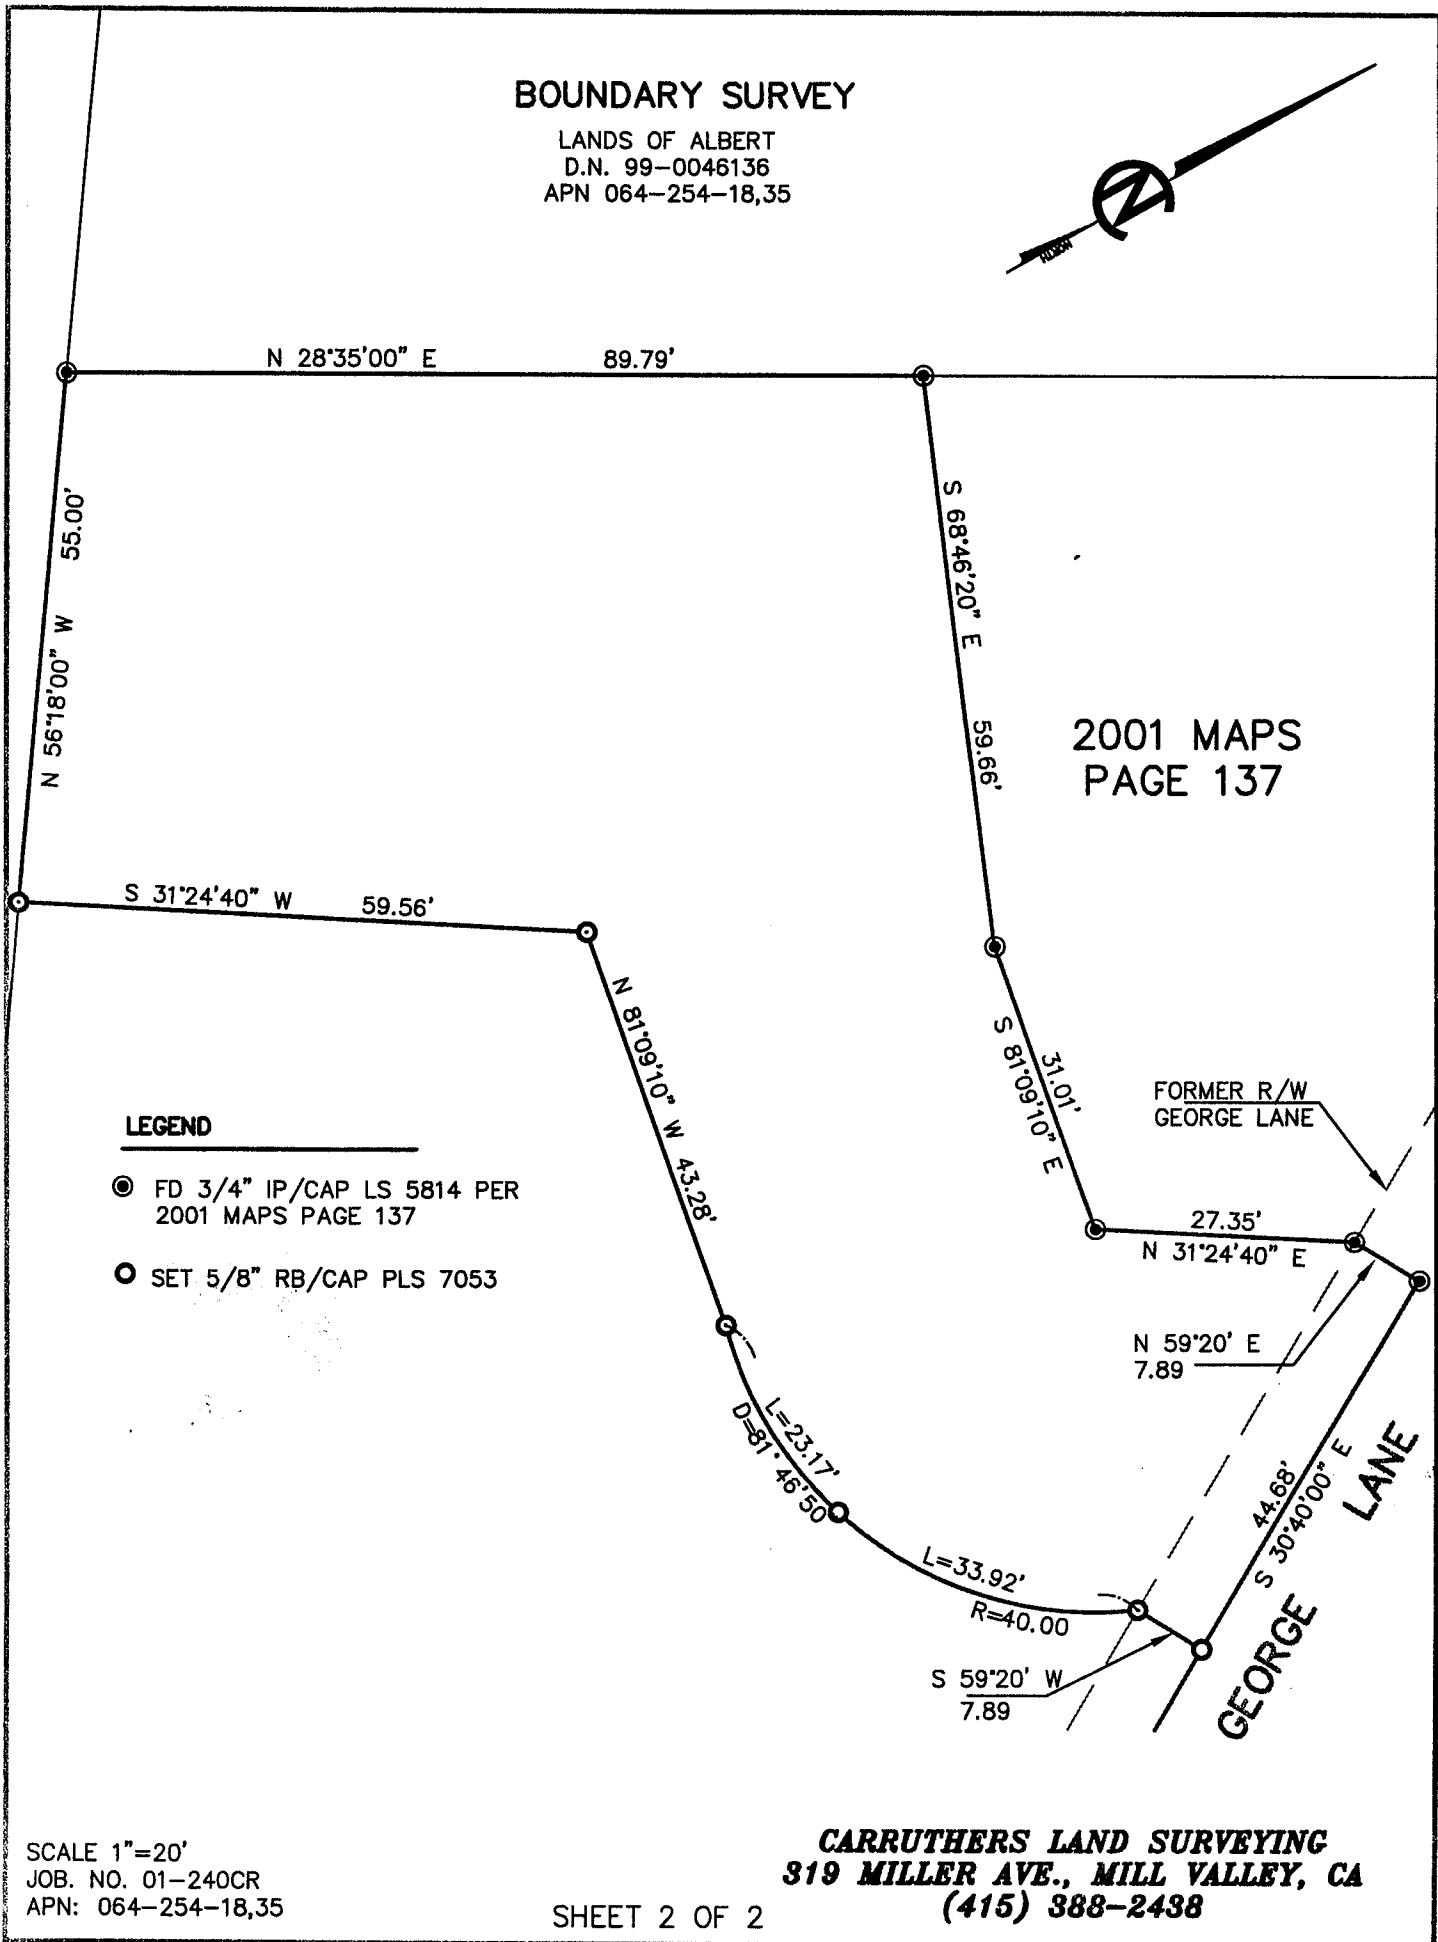 BOUNDARY SURVEY
LANDS OF ALBERT
D.N. 99-0046136
APN 064-254-18,35
N
NORTH
N 28°35'00" E 89.79'
N 56°18'00" W 55.00'
S 68°46'20" E 59.66'
2001 MAPS
PAGE 137
S 31°24'40" W 59.56'
N 81°09'10" W 43.28'
31.01'
S 81°09'10" E
FORMER R/W
GEORGE LANE
LEGEND
FD 3/4" IP/CAP LS 5814 PER
2001 MAPS PAGE 137
SET 5/8" RB/CAP PLS 7053
27.35'
N 31°24'40" E
N 59°20' E
7.89
L=23.17'
D=81°46'50
L=33.92'
R=40.00
44.68'
S 30°40'00" E
GEORGE LANE
S 59°20' W
7.89
SCALE 1"=20'
JOB. NO. 01-240CR
APN: 064-254-18,35
SHEET 2 OF 2
CARRUTHERS LAND SURVEYING
319 MILLER AVE., MILL VALLEY, CA
(415) 388-2438